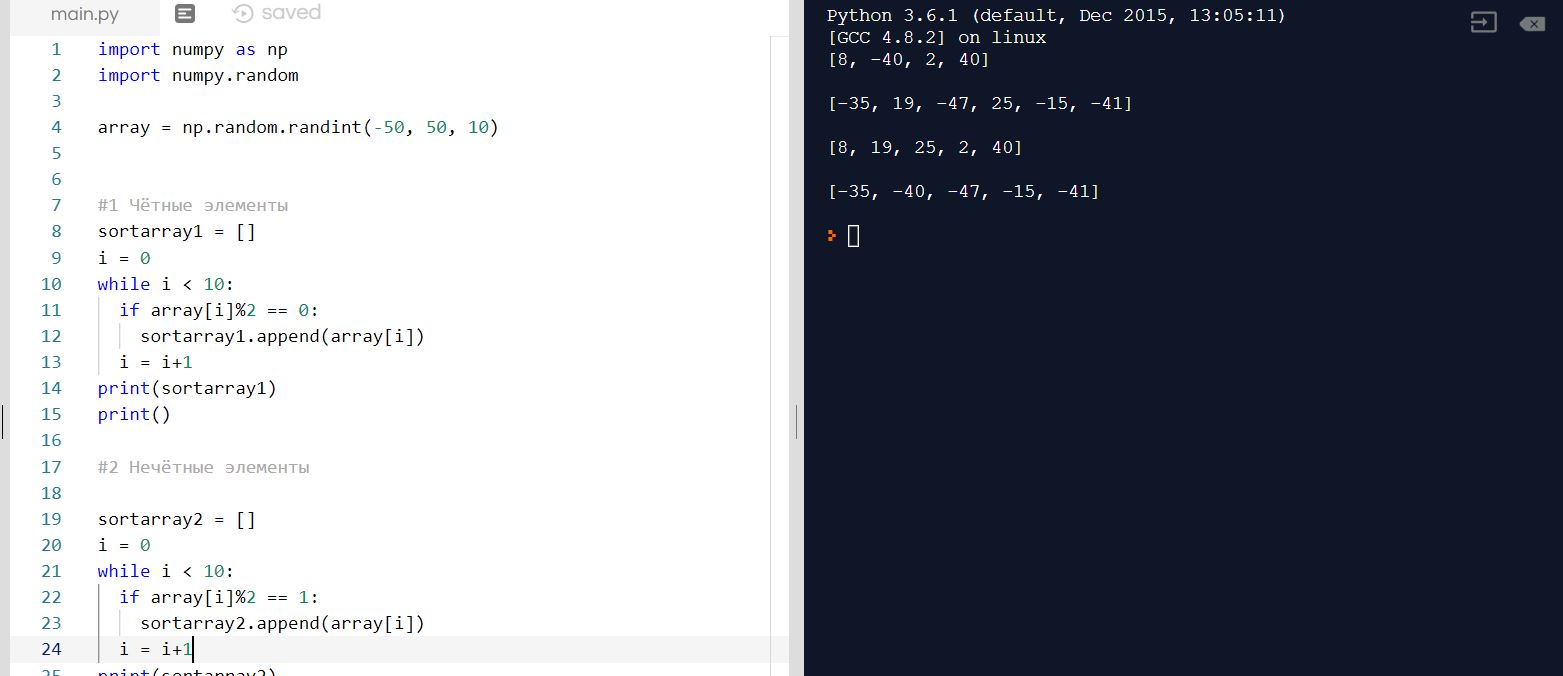 main.py saved
1 import numpy as np
2 import numpy.random
3
4 array = np.random.randint(-50, 50, 10)
5
6
7 #1 Чётные элементы
8 sortarray1 = []
9 i = 0
10 while i < 10:
11 if array[i]%2 == 0:
12 sortarray1.append(array[i])
13 i = i+1
14 print(sortarray1)
15 print()
16
17 #2 Нечётные элементы
18
19 sortarray2 = []
20 i = 0
21 while i < 10:
22 if array[i]%2 == 1:
23 sortarray2.append(array[i])
24 i = i+1
25 print(sortarray2)
Python 3.6.1 (default, Dec 2015, 13:05:11)
[GCC 4.8.2] on linux
[8, -40, 2, 40]
[-35, 19, -47, 25, -15, -41]
[8, 19, 25, 2, 40]
[-35, -40, -47, -15, -41]